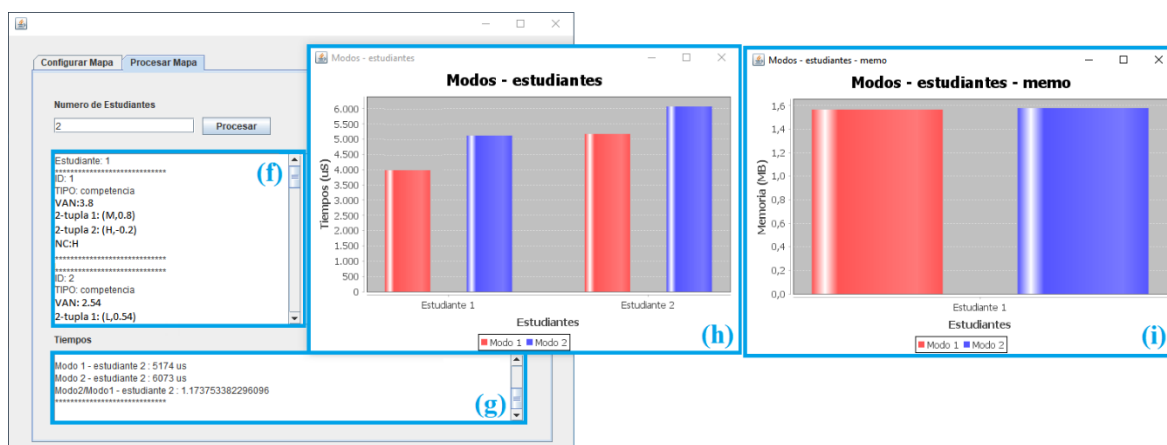 Configurar Mapa
Procesar Mapa
Numero de Estudiantes
2
Procesar
Estudiante: 1
*****************************
ID: 1
TIPO: competencia
VAN:3.8
2-tupla 1: (M,0.8)
2-tupla 2: (H,-0.2)
NC:H
*****************************
*****************************
ID: 2
TIPO: competencia
VAN: 2.54
2-tupla 1: (L,0.54)
(f)
Tiempos
Modo 1 - estudiante 2 : 5174 us
Modo 2 - estudiante 2 : 6073 us
Modo2/Modo1 - estudiante 2 : 1.173753382296096
*****************************
(g)
Modos - estudiantes
Modos - estudiantes
Tiempos (uS)
6.000
5.500
5.000
4.500
4.000
3.500
3.000
2.500
2.000
1.500
1.000
500
0
Estudiante 1
Estudiante 2
Estudiantes
Modo 1
Modo 2
(h)
Modos - estudiantes - memo
Modos - estudiantes - memo
Memoria (MB)
1,6
1,4
1,2
1,0
0,8
0,6
0,4
0,2
0,0
Estudiante 1
Estudiantes
Modo 1
Modo 2
(i)